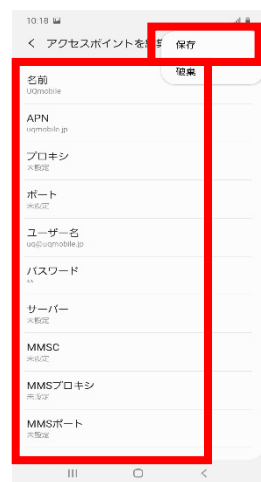 10:18
アクセスポイントを編
保存
破棄
名前
UQmobile
APN
uqmobile.jp
プロキシ
未設定
ポート
未設定
ユーザー名
uq@uqmobile.jp
パスワード
サーバー
未設定
MMSC
未設定
MMSプロキシ
未設定
MMSポート
未設定